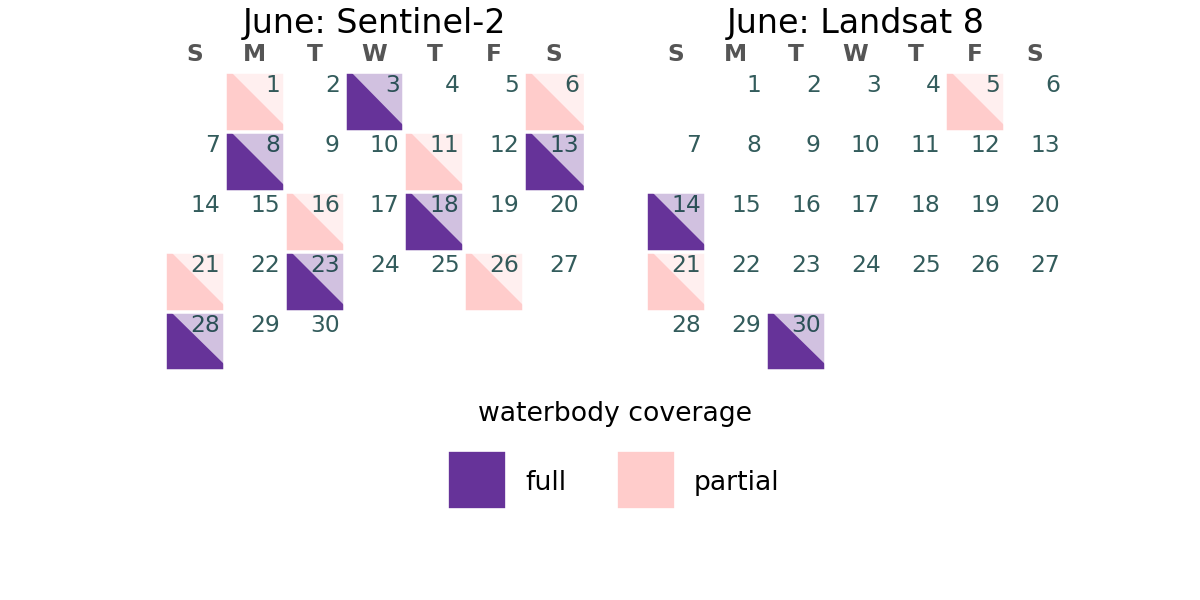 June: Sentinel-2
S M T W T F S
1 2 3 4 5 6
7 8 9 10 11 12 13
14 15 16 17 18 19 20
21 22 23 24 25 26 27
28 29 30
June: Landsat 8
S M T W T F S
1 2 3 4 5 6
7 8 9 10 11 12 13
14 15 16 17 18 19 20
21 22 23 24 25 26 27
28 29 30
waterbody coverage
full
partial